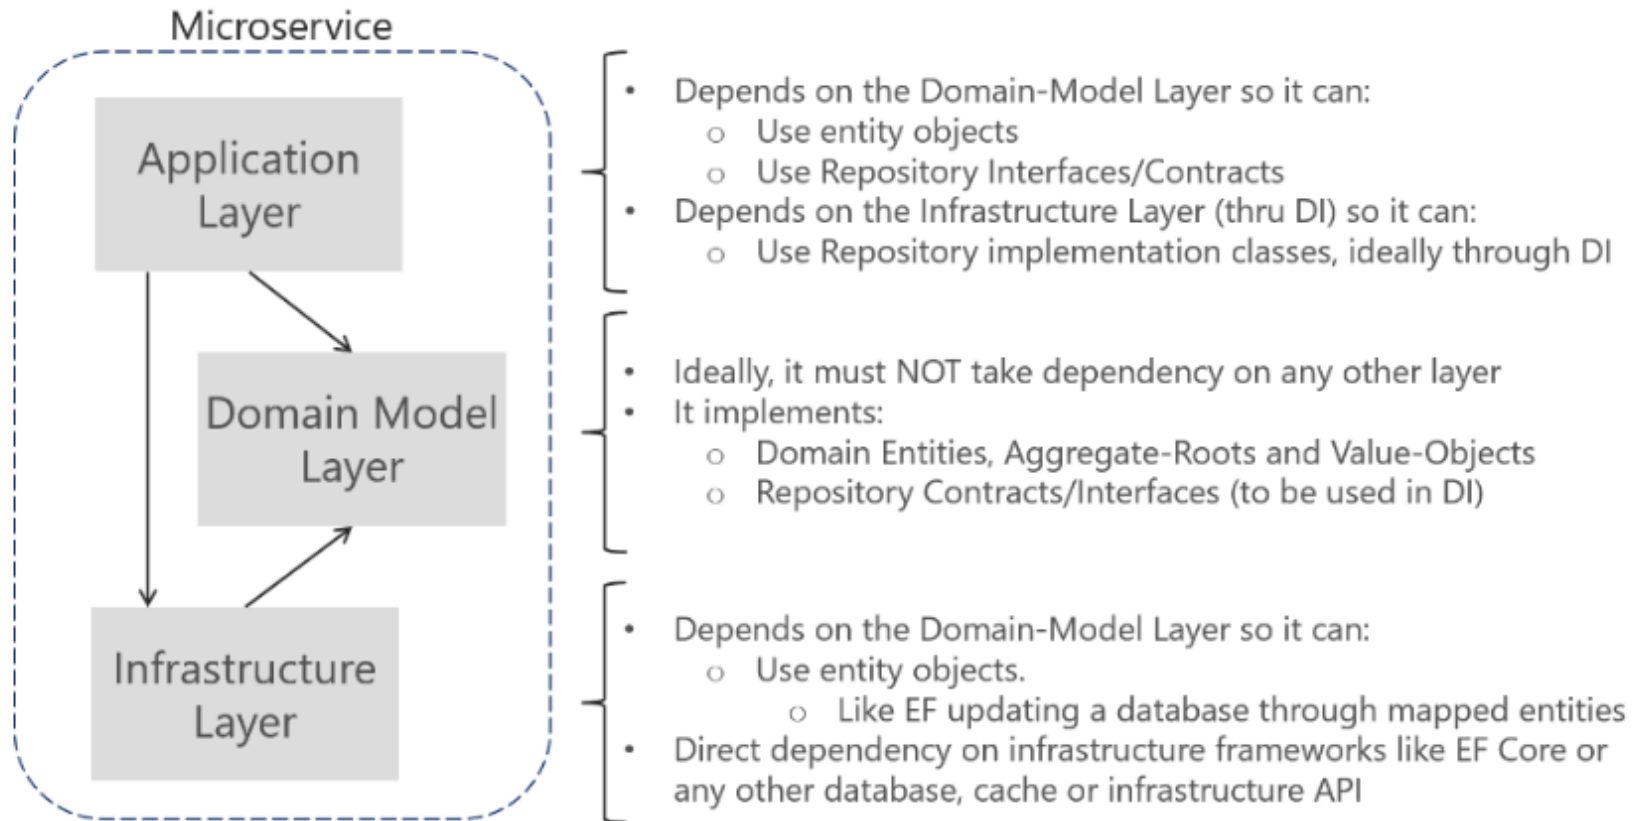 Microservice
Application
Layer
Domain Model
Layer
Infrastructure
Layer
• Depends on the Domain-Model Layer so it can:
o Use entity objects
o Use Repository Interfaces/Contracts
• Depends on the Infrastructure Layer (thru DI) so it can:
o Use Repository implementation classes, ideally through DI
• Ideally, it must NOT take dependency on any other layer
• It implements:
o Domain Entities, Aggregate-Roots and Value-Objects
o Repository Contracts/Interfaces (to be used in DI)
• Depends on the Domain-Model Layer so it can:
o Use entity objects.
o Like EF updating a database through mapped entities
• Direct dependency on infrastructure frameworks like EF Core or
any other database, cache or infrastructure API